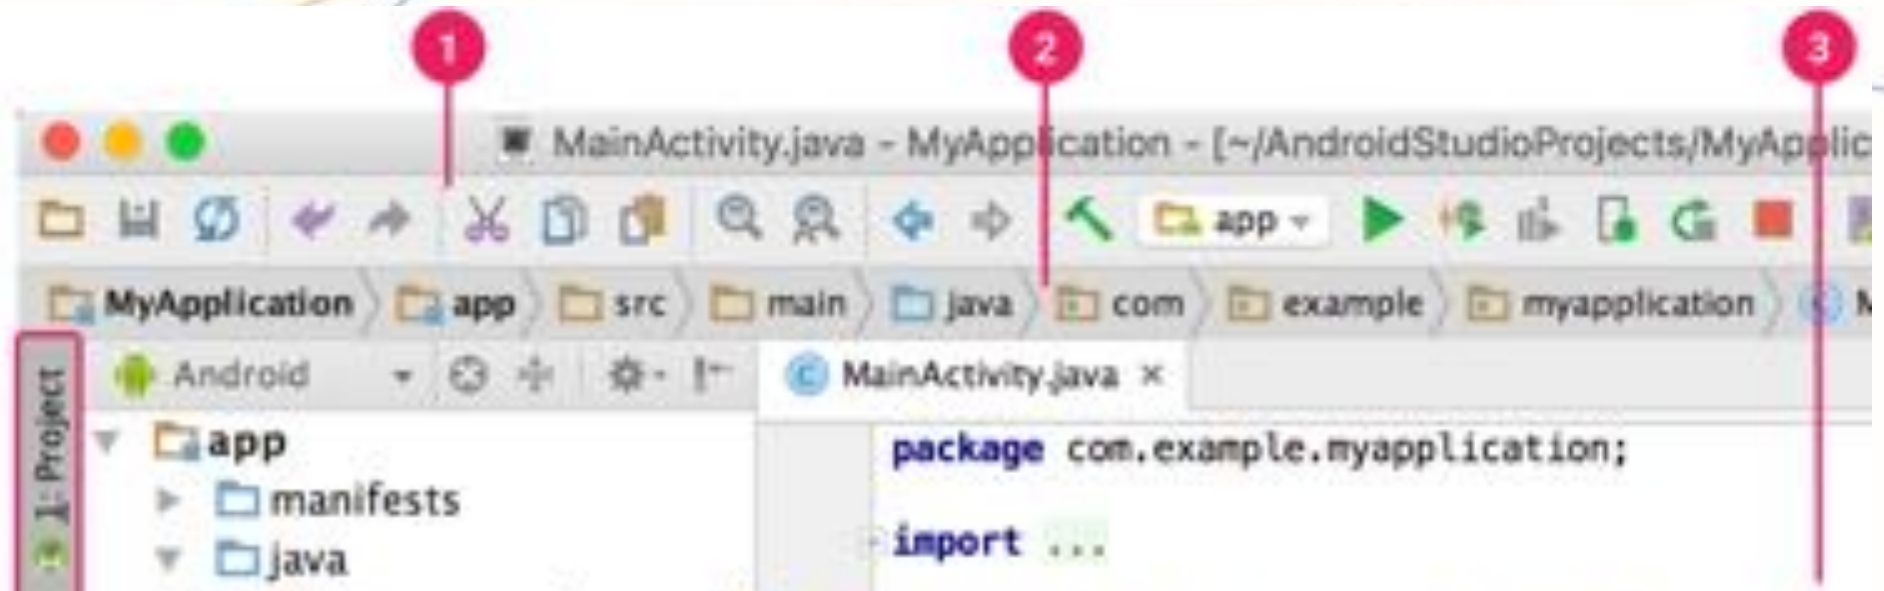 1 2 3
MainActivity.java - MyApplication - [~/AndroidStudioProjects/MyApplic
app
MyApplication app src main java com example myapplication M
1: Project
Android MainActivity.java ×
app
package com.example.myapplication;
manifests
import ...
java